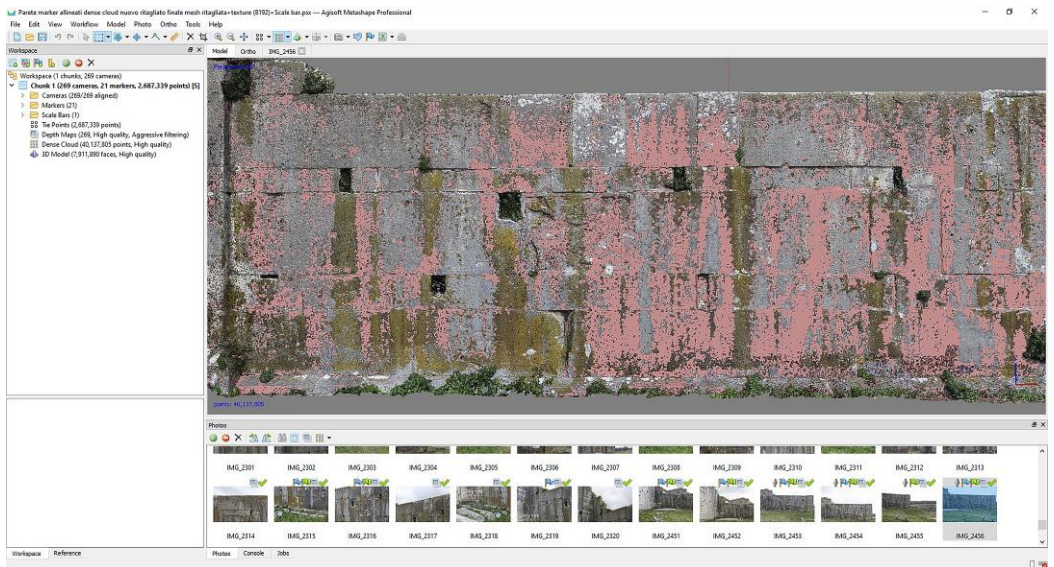 Parete marker allineati dense cloud nuovo ritagliato finale mesh ritagliata+texture (8192)+Scale bar.psx — Agisoft Metashape Professional
File Edit View Workflow Model Photo Ortho Tools Help
Workspace
Model Ortho IMG_2456
Workspace (1 chunks, 269 cameras)
Chunk 1 (269 cameras, 21 markers, 2,687,339 points) [S]
Cameras (269/269 aligned)
Markers (21)
Scale Bars (1)
Tie Points (2,687,339 points)
Depth Maps (269, High quality, Aggressive filtering)
Dense Cloud (40,137,805 points, High quality)
3D Model (7,911,890 faces, High quality)
points: 40,137,805
Photos
IMG_2301 IMG_2302 IMG_2303 IMG_2304 IMG_2305 IMG_2306 IMG_2307 IMG_2308 IMG_2309 IMG_2310 IMG_2311 IMG_2312 IMG_2313
IMG_2314 IMG_2315 IMG_2316 IMG_2317 IMG_2318 IMG_2319 IMG_2320 IMG_2451 IMG_2452 IMG_2453 IMG_2454 IMG_2455 IMG_2456
Workspace Reference
Photos Console Jobs